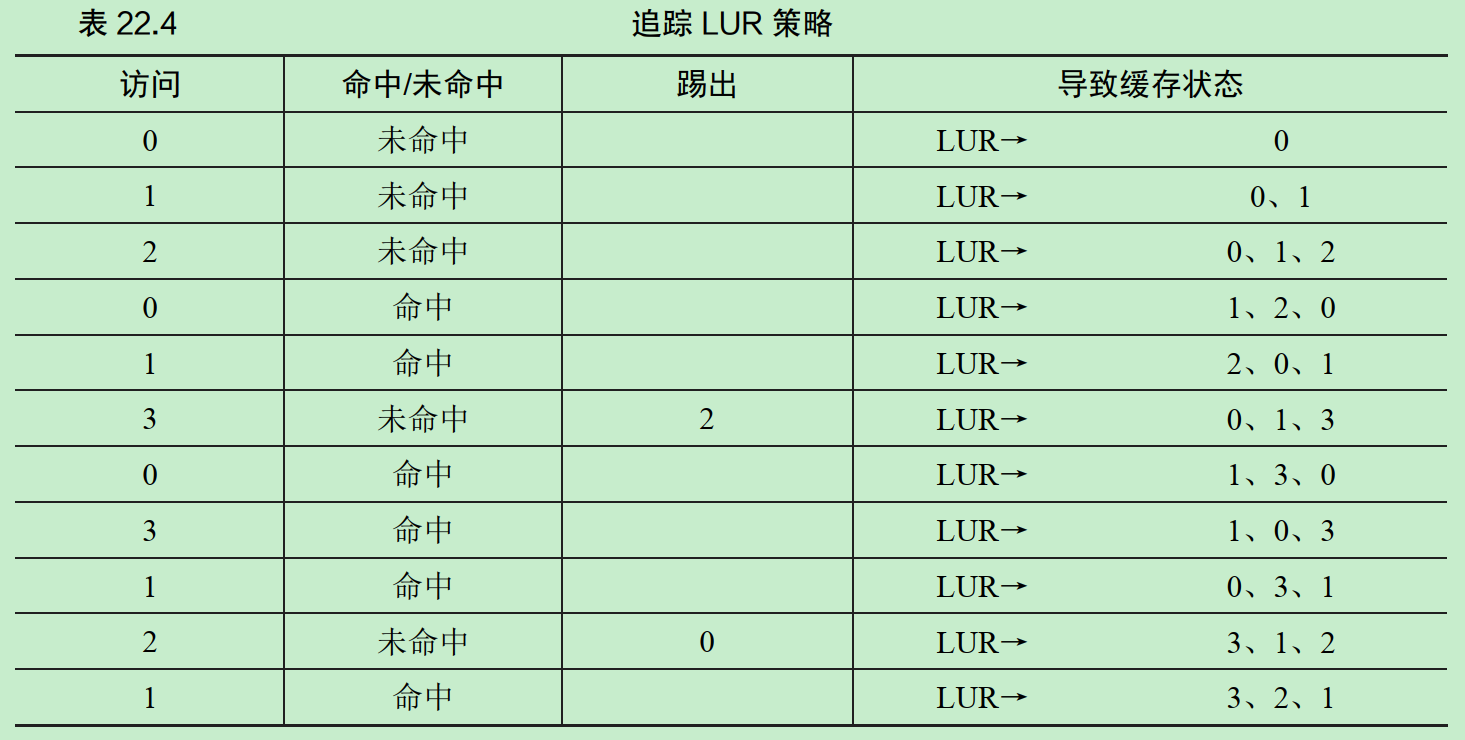 表 22.4 追踪 LUR 策略
访问 命中/未命中 踢出 导致缓存状态
0 未命中 LUR→ 0
1 未命中 LUR→ 0、1
2 未命中 LUR→ 0、1、2
0 命中 LUR→ 1、2、0
1 命中 LUR→ 2、0、1
3 未命中 2 LUR→ 0、1、3
0 命中 LUR→ 1、3、0
3 命中 LUR→ 1、0、3
1 命中 LUR→ 0、3、1
2 未命中 0 LUR→ 3、1、2
1 命中 LUR→ 3、2、1